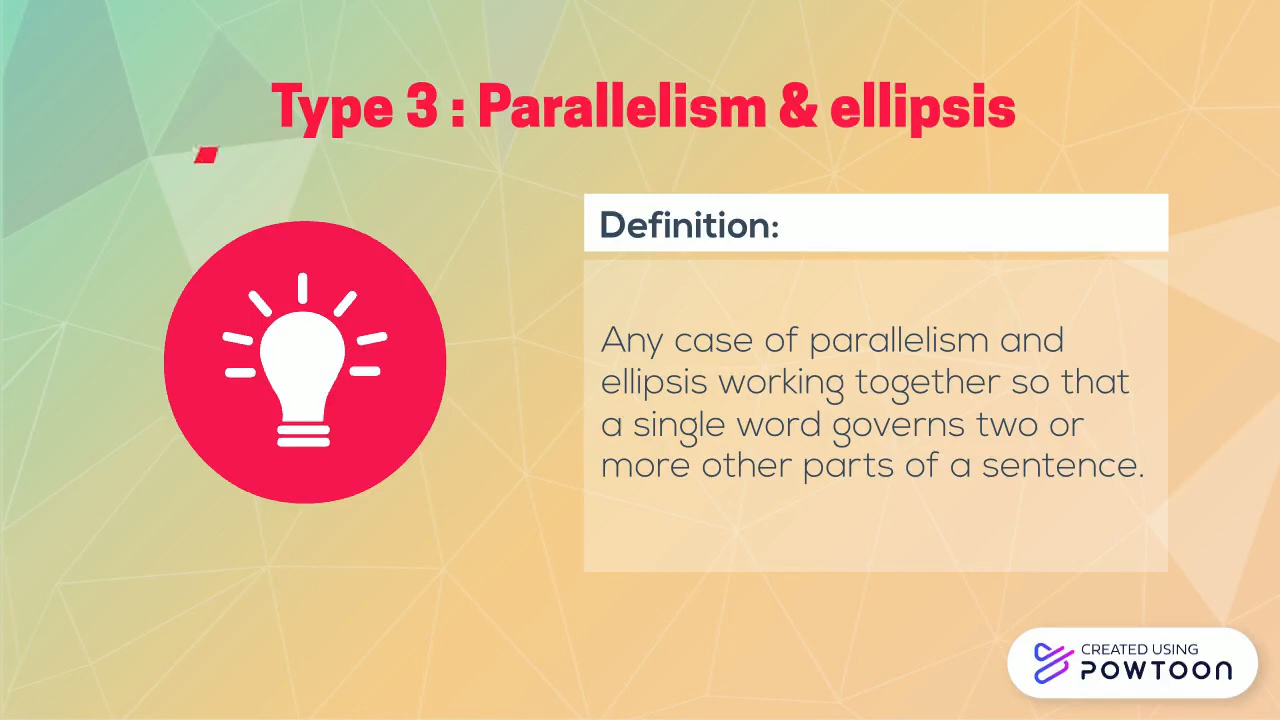 Type 3 : Parallelism & ellipsis
Definition:
Any case of parallelism and
ellipsis working together so that
a single word governs two or
more other parts of a sentence.
CREATED USING
POWTOON